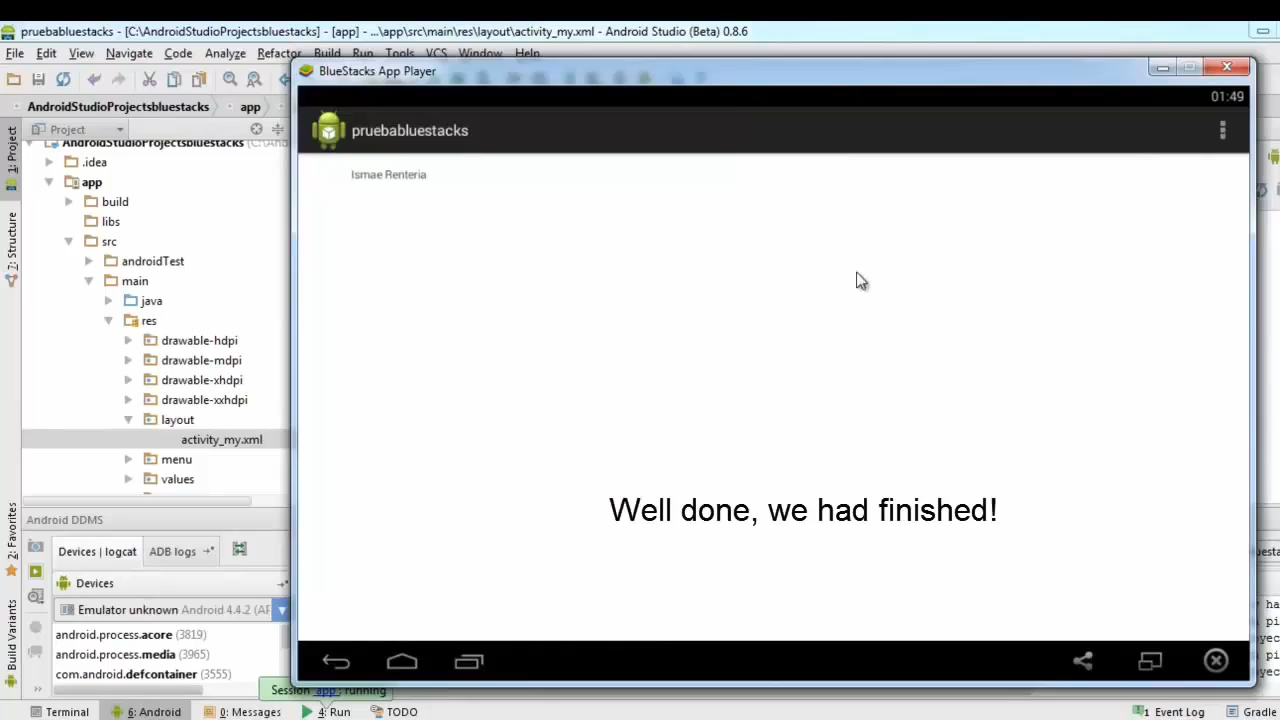 pruebabluestacks - [C:\AndroidStudioProjectsbluestacks] - [app] - ...\app\src\main\res\layout\activity_my.xml - Android Studio (Beta) 0.8.6
File Edit View Navigate Code Analyze Refactor Build Run Tools VCS Window Help
BlueStacks App Player
AndroidStudioProjectsbluestacks app
01:49
pruebabluestacks
1: Project
Project
AndroidStudioProjectsbluestacks
.idea
Ismae Renteria
app
build
libs
7: Structure
src
androidTest
main
java
res
drawable-hdpi
drawable-mdpi
drawable-xhdpi
drawable-xxhdpi
layout
activity_my.xml
menu
values
2: Favorites
Well done, we had finished!
Android DDMS
Devices | logcat ADB logs
Devices
Emulator unknown Android 4.4.2
android.process.acore (3819)
android.process.media (3965)
com.android.defcontainer (3555)
Build Variants
Session 'app': running
Terminal 6: Android 0: Messages 4: Run TODO 1 Event Log Gradle